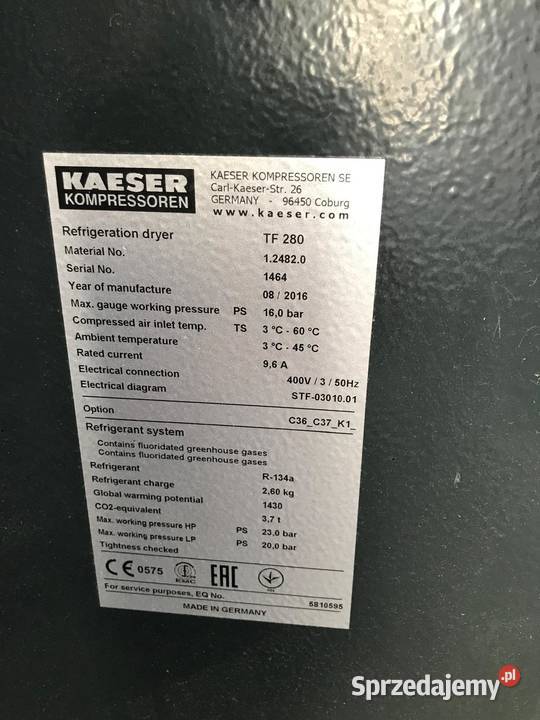 KAESER
KOMPRESSOREN
KAESER KOMPRESSOREN SE
Carl-Kaeser-Str. 26
GERMANY - 96450 Coburg
www.kaeser.com
Refrigeration dryer TF 280
Material No. 1.2482.0
Serial No. 1464
Year of manufacture 08 / 2016
Max. gauge working pressure PS 16,0 bar
Compressed air inlet temp. TS 3 °C - 60 °C
Ambient temperature 3 °C - 45 °C
Rated current 9,6 A
Electrical connection 400V / 3 / 50Hz
Electrical diagram STF-03010.01
Option C36_C37_K1_
Refrigerant system
Contains fluoridated greenhouse gases
Contains fluoridated greenhouse gases
Refrigerant R-134a
Refrigerant charge 2,60 kg
Global warming potential 1430
CO2-equivalent 3,7 t
Max. working pressure HP PS 23,0 bar
Max. working pressure LP PS 20,0 bar
Tightness checked
CE 0575 EMC EAC
For service purposes, EQ No. 5810595
MADE IN GERMANY
Sprzedajemy.pl